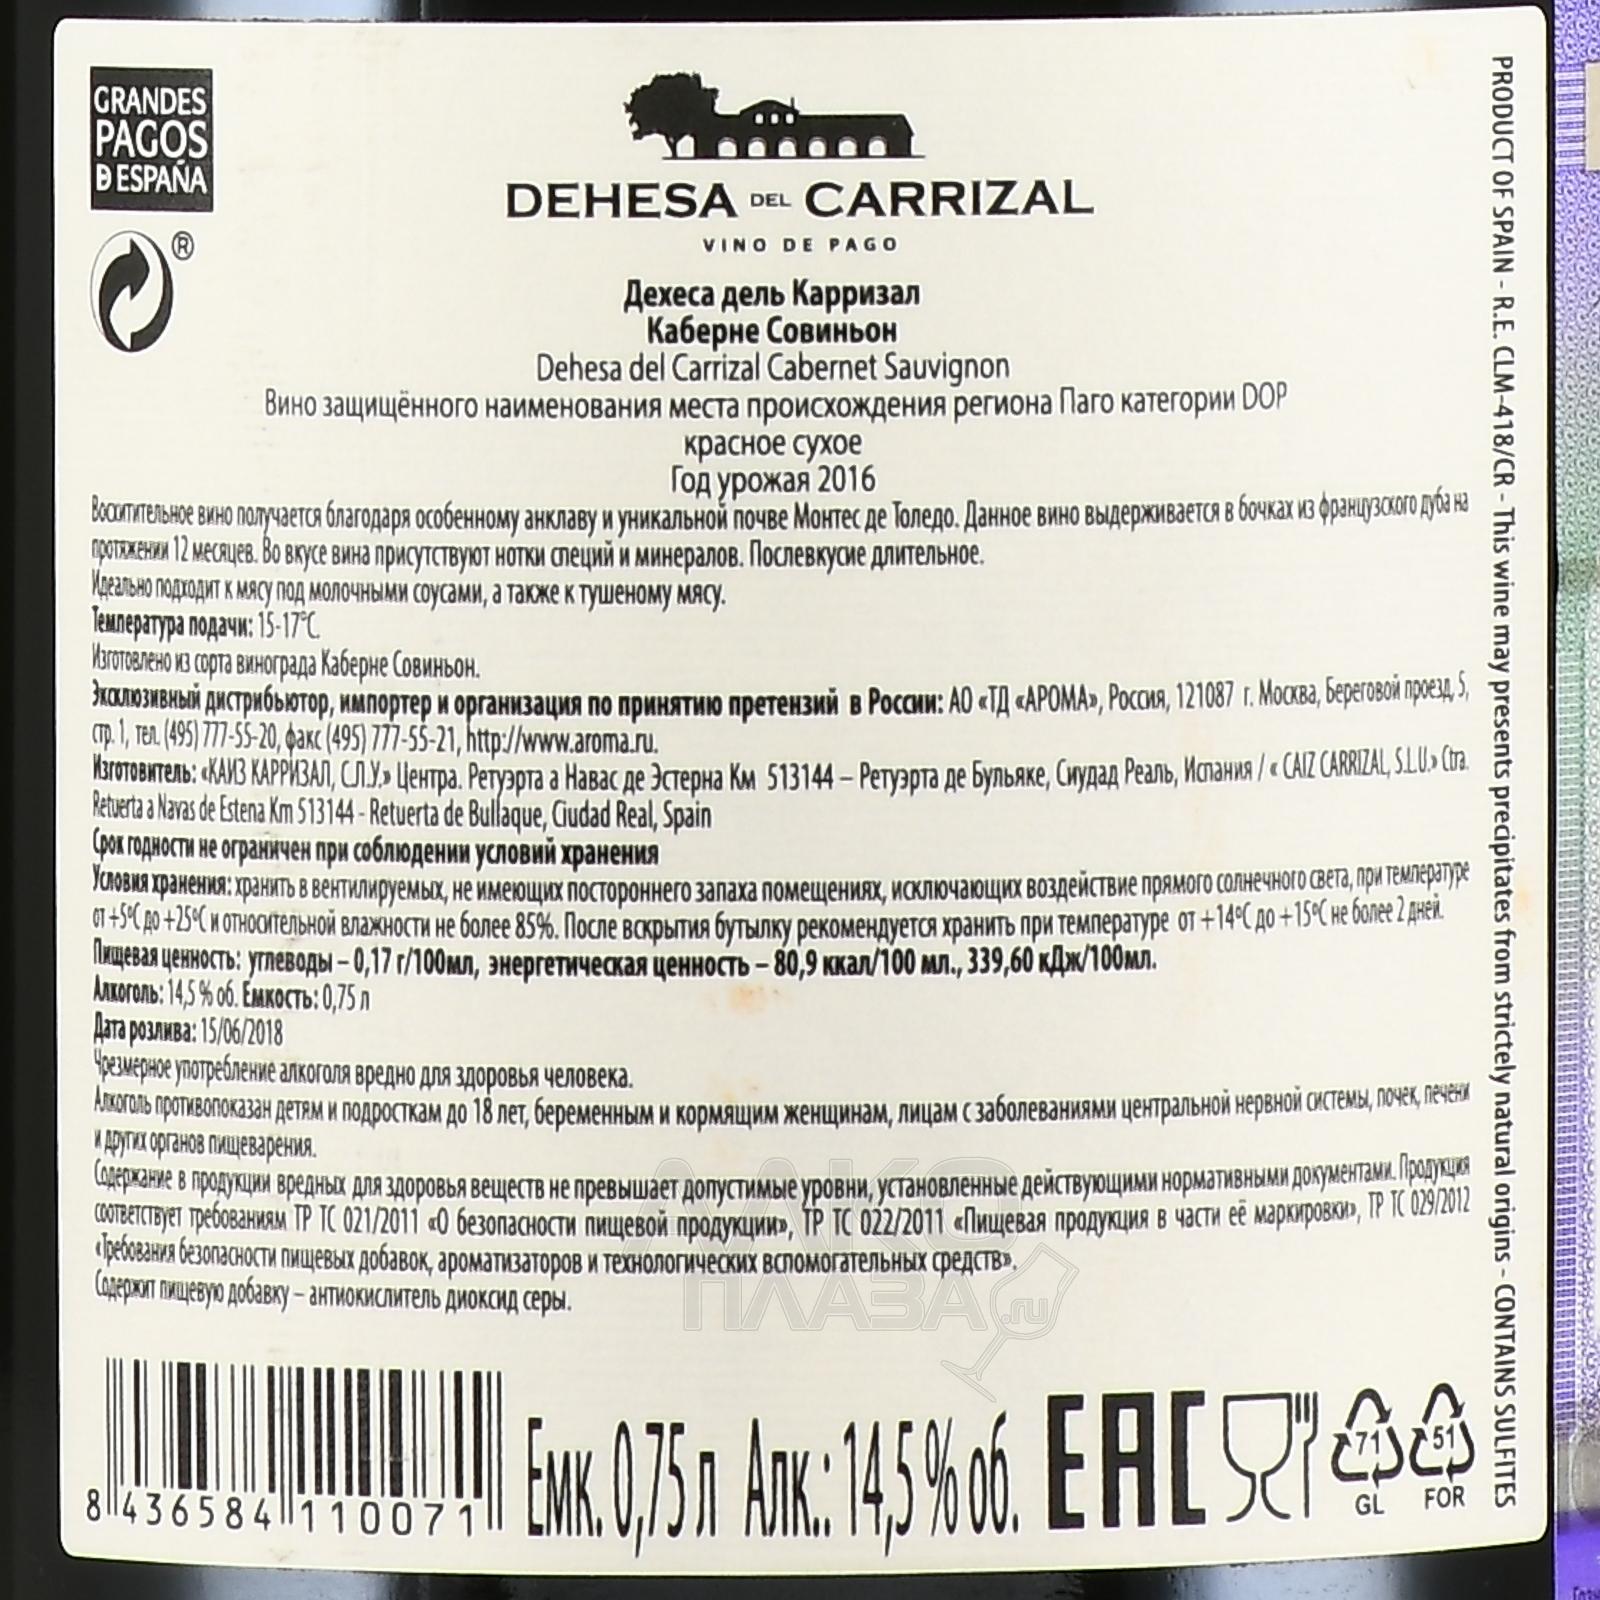 GRANDES
PAGOS
DE ESPAÑA
®
DEHESA DEL CARRIZAL
VINO DE PAGO
Дехеса дель Карризал
Каберне Совиньон
Dehesa del Carrizal Cabernet Sauvignon
Вино защищённого наименования места происхождения региона Паго категории DOP
красное сухое
Год урожая 2016
Восхитительное вино получается благодаря особенному анклаву и уникальной почве Монтес де Толедо. Данное вино выдерживается в бочках из французского дуба на
протяжении 12 месяцев. Во вкусе вина присутствуют нотки специй и минералов. Послевкусие длительное.
Идеально подходит к мясу под молочными соусами, а также к тушеному мясу.
Температура подачи: 15-17°C.
Изготовлено из сорта винограда Каберне Совиньон.
Эксклюзивный дистрибьютор, импортер и организация по принятию претензий в России: АО «ТД «АРОМА», Россия, 121087 г. Москва, Береговой проезд, 5,
стр. 1, тел. (495) 777-55-20, факс (495) 777-55-21, http://www.aroma.ru.
Изготовитель: «КАИЗ КАРРИЗАЛ, С.Л.У.» Центра. Ретуэрта а Навас де Эстерна Км 513144 – Ретуэрта де Бульяке, Сиудад Реаль, Испания / « CAIZ CARRIZAL, S.L.U.» Ctra.
Retuerta a Navas de Estena Km 513144 - Retuerta de Bullaque, Ciudad Real, Spain
Срок годности не ограничен при соблюдении условий хранения
Условия хранения: хранить в вентилируемых, не имеющих постороннего запаха помещениях, исключающих воздействие прямого солнечного света, при температуре
от +5°C до +25°C и относительной влажности не более 85%. После вскрытия бутылку рекомендуется хранить при температуре от +14°C до +15°C не более 2 дней.
Пищевая ценность: углеводы – 0,17 г/100мл, энергетическая ценность – 80,9 ккал/100 мл., 339,60 кДж/100мл.
Алкоголь: 14,5 % об. Емкость: 0,75 л
Дата розлива: 15/06/2018
Чрезмерное употребление алкоголя вредно для здоровья человека.
Алкоголь противопоказан детям и подросткам до 18 лет, беременным и кормящим женщинам, лицам с заболеваниями центральной нервной системы, почек, печени
и других органов пищеварения.
Содержание в продукции вредных для здоровья веществ не превышает допустимые уровни, установленные действующими нормативными документами. Продукция
соответствует требованиям ТР ТС 021/2011 «О безопасности пищевой продукции», ТР ТС 022/2011 «Пищевая продукция в части её маркировки», ТР ТС 029/2012
«Требования безопасности пищевых добавок, ароматизаторов и технологических вспомогательных средств».
Содержит пищевую добавку – антиокислитель диоксид серы.
АЛКО
ПЛАЗА.ru
8 436584 110071
Емк. 0,75 л Алк.: 14,5 % об.
EAC
71
GL
51
FOR
PRODUCT OF SPAIN - R.E. CLM-418/CR - This wine may presents precipitates from strictely natural origins - CONTAINS SULFITES